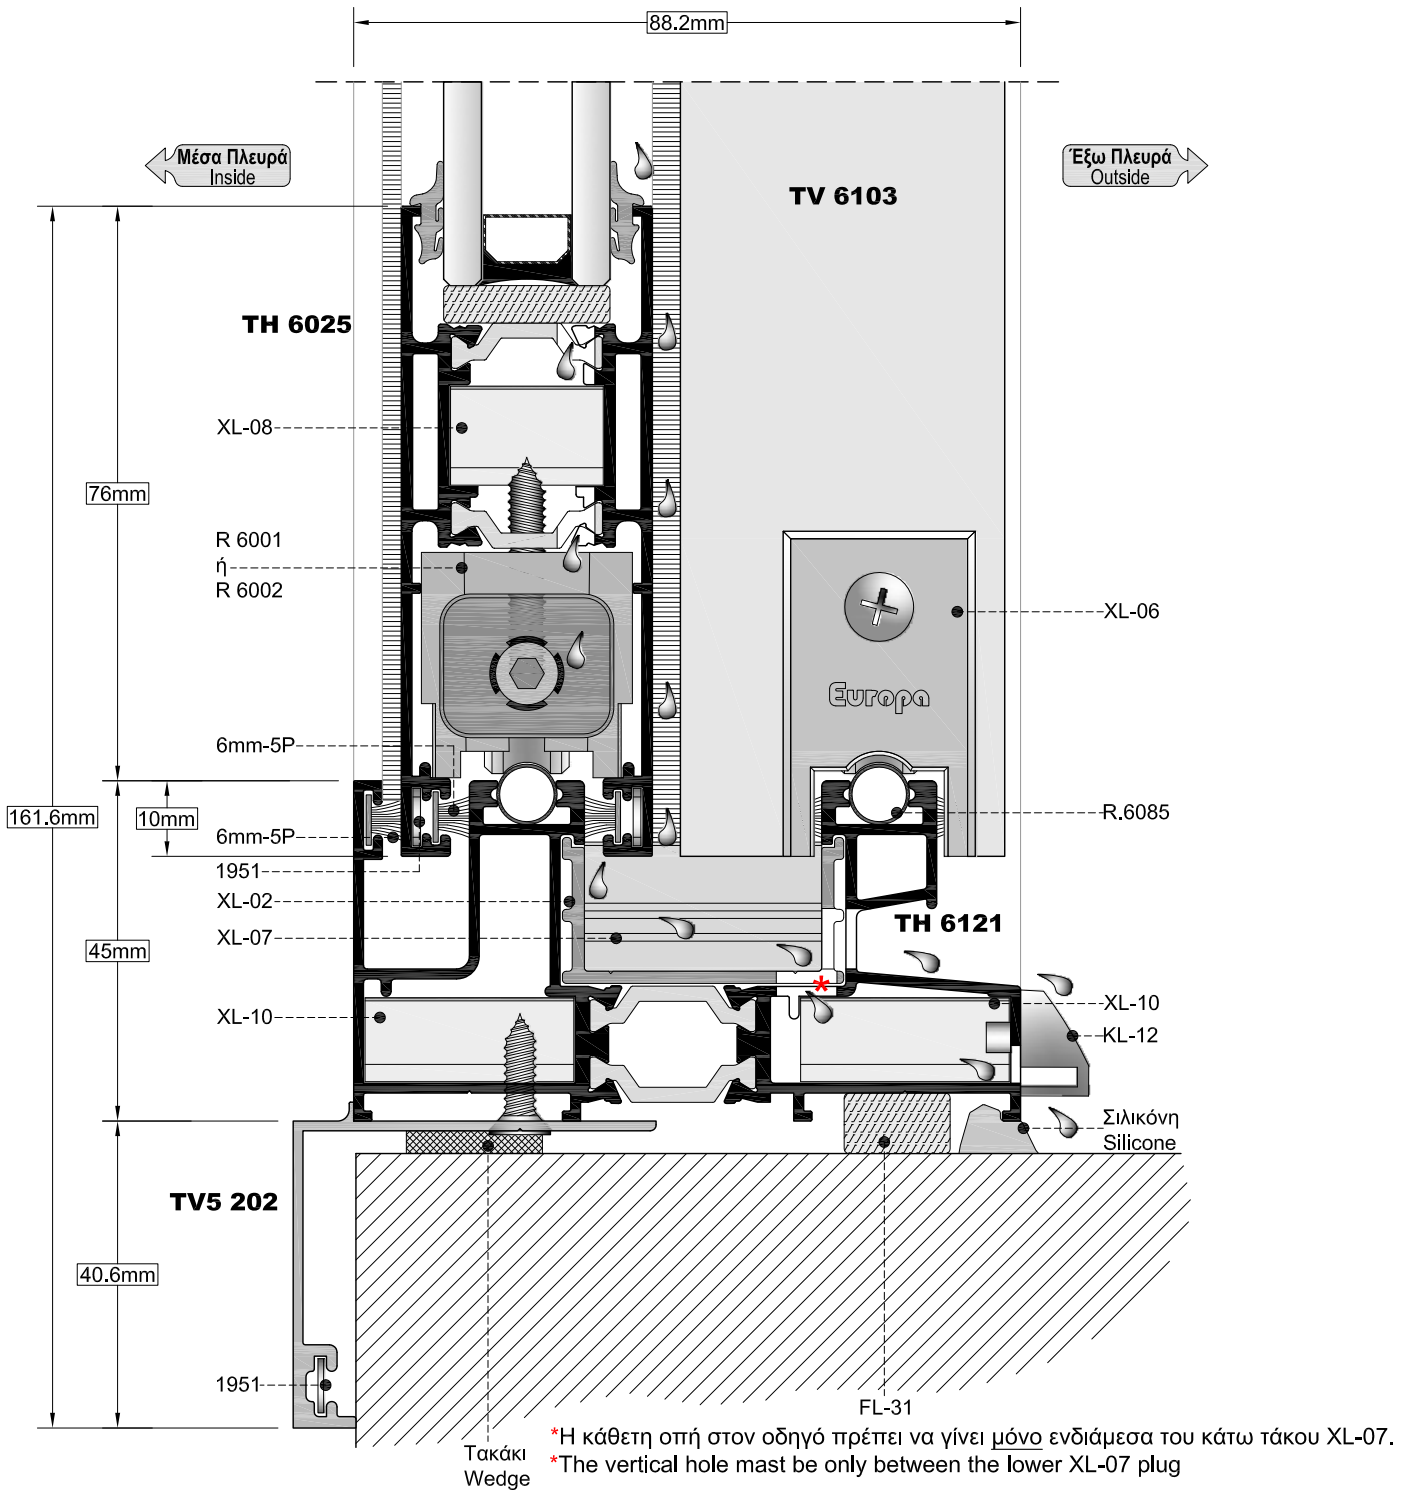 88.2mm
Μέσα Πλευρά
Inside
Έξω Πλευρά
Outside
TV 6103
TH 6025
XL-08
76mm
R 6001
ή
R 6002
XL-06
Europa
6mm-5P
161.6mm
10mm
R.6085
6mm-5P
1951
XL-02
TH 6121
XL-07
45mm
XL-10
XL-10
KL-12
Σιλικόνη
Silicone
TV5 202
40.6mm
1951
FL-31
Τακάκι
Wedge
*Η κάθετη οπή στον οδηγό πρέπει να γίνει μόνο ενδιάμεσα του κάτω τάκου XL-07.
*The vertical hole mast be only between the lower XL-07 plug
*